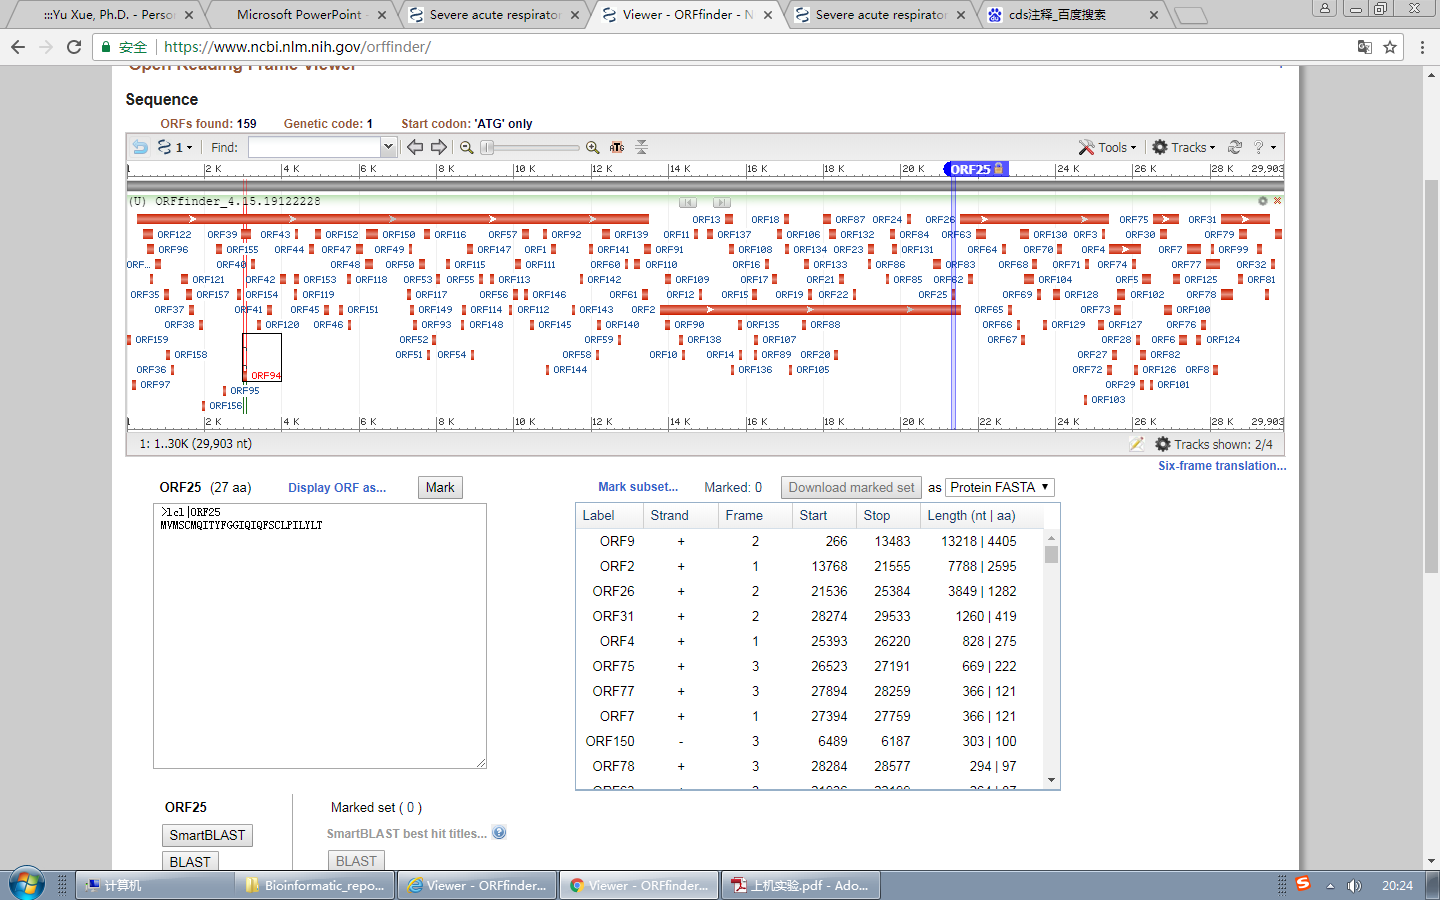 :::Yu Xue, Ph.D. - Person
Microsoft PowerPoint -
Severe acute respirator
Viewer - ORFfinder - N
Severe acute respirator
cds注释_百度搜索
安全 https://www.ncbi.nlm.nih.gov/orffinder/
Open Reading Frame Viewer
Sequence
ORFs found: 159 Genetic code: 1 Start codon: 'ATG' only
1 Find: Tools Tracks ?
1 2 K 4 K 6 K 8 K 10 K 12 K 14 K 16 K 18 K 20 K ORF25 24 K 26 K 28 K 29,903
(U) ORFfinder_4.15.19122228
ORF13 ORF18 ORF87 ORF24 ORF26 ORF75 ORF31
ORF122 ORF39 ORF43 ORF152 ORF150 ORF116 ORF57 ORF92 ORF139 ORF11 ORF137 ORF106 ORF132 ORF84 ORF63 ORF130 ORF3 ORF30 ORF79
ORF96 ORF155 ORF44 ORF47 ORF49 ORF147 ORF1 ORF141 ORF91 ORF108 ORF134 ORF23 ORF131 ORF64 ORF70 ORF4 ORF7 ORF99
ORF... ORF40 ORF48 ORF50 ORF115 ORF111 ORF60 ORF110 ORF16 ORF133 ORF86 ORF83 ORF68 ORF71 ORF74 ORF77 ORF32
ORF121 ORF42 ORF153 ORF118 ORF53 ORF55 ORF113 ORF142 ORF109 ORF17 ORF21 ORF85 ORF62 ORF104 ORF5 ORF125 ORF81
ORF35 ORF157 ORF154 ORF119 ORF117 ORF56 ORF146 ORF61 ORF12 ORF15 ORF19 ORF22 ORF25 ORF69 ORF128 ORF102 ORF78
ORF37 ORF41 ORF45 ORF151 ORF149 ORF114 ORF112 ORF143 ORF2 ORF65 ORF73 ORF100
ORF38 ORF120 ORF46 ORF93 ORF148 ORF145 ORF140 ORF90 ORF135 ORF88 ORF66 ORF129 ORF127 ORF76
ORF159 ORF52 ORF59 ORF138 ORF107 ORF67 ORF28 ORF6 ORF124
ORF158 ORF51 ORF54 ORF58 ORF10 ORF14 ORF89 ORF20 ORF27 ORF82
ORF36 ORF94 ORF144 ORF136 ORF105 ORF72 ORF126 ORF8
ORF97 ORF29 ORF101
ORF95
ORF103
ORF156
1 2 K 4 K 6 K 8 K 10 K 12 K 14 K 16 K 18 K 20 K 22 K 24 K 26 K 28 K 29,903
1: 1..30K (29,903 nt) Tracks shown: 2/4
Six-frame translation...
ORF25 (27 aa) Display ORF as... Mark
>lcl|ORF25
MVMSCMQITYFGGIQIQFSCLPILYLT
Mark subset... Marked: 0 Download marked set as Protein FASTA
Label Strand Frame Start Stop Length (nt | aa)
ORF9 + 2 266 13483 13218 | 4405
ORF2 + 1 13768 21555 7788 | 2595
ORF26 + 2 21536 25384 3849 | 1282
ORF31 + 2 28274 29533 1260 | 419
ORF4 + 1 25393 26220 828 | 275
ORF75 + 3 26523 27191 669 | 222
ORF77 + 3 27894 28259 366 | 121
ORF7 + 1 27394 27759 366 | 121
ORF150 - 3 6489 6187 303 | 100
ORF78 + 3 28284 28577 294 | 97
ORF25 Marked set ( 0 )
SmartBLAST SmartBLAST best hit titles... ?
BLAST BLAST
计算机
Bioinformatic_repo...
Viewer - ORFfinder...
Viewer - ORFfinder...
上机实验.pdf - Ado...
20:24